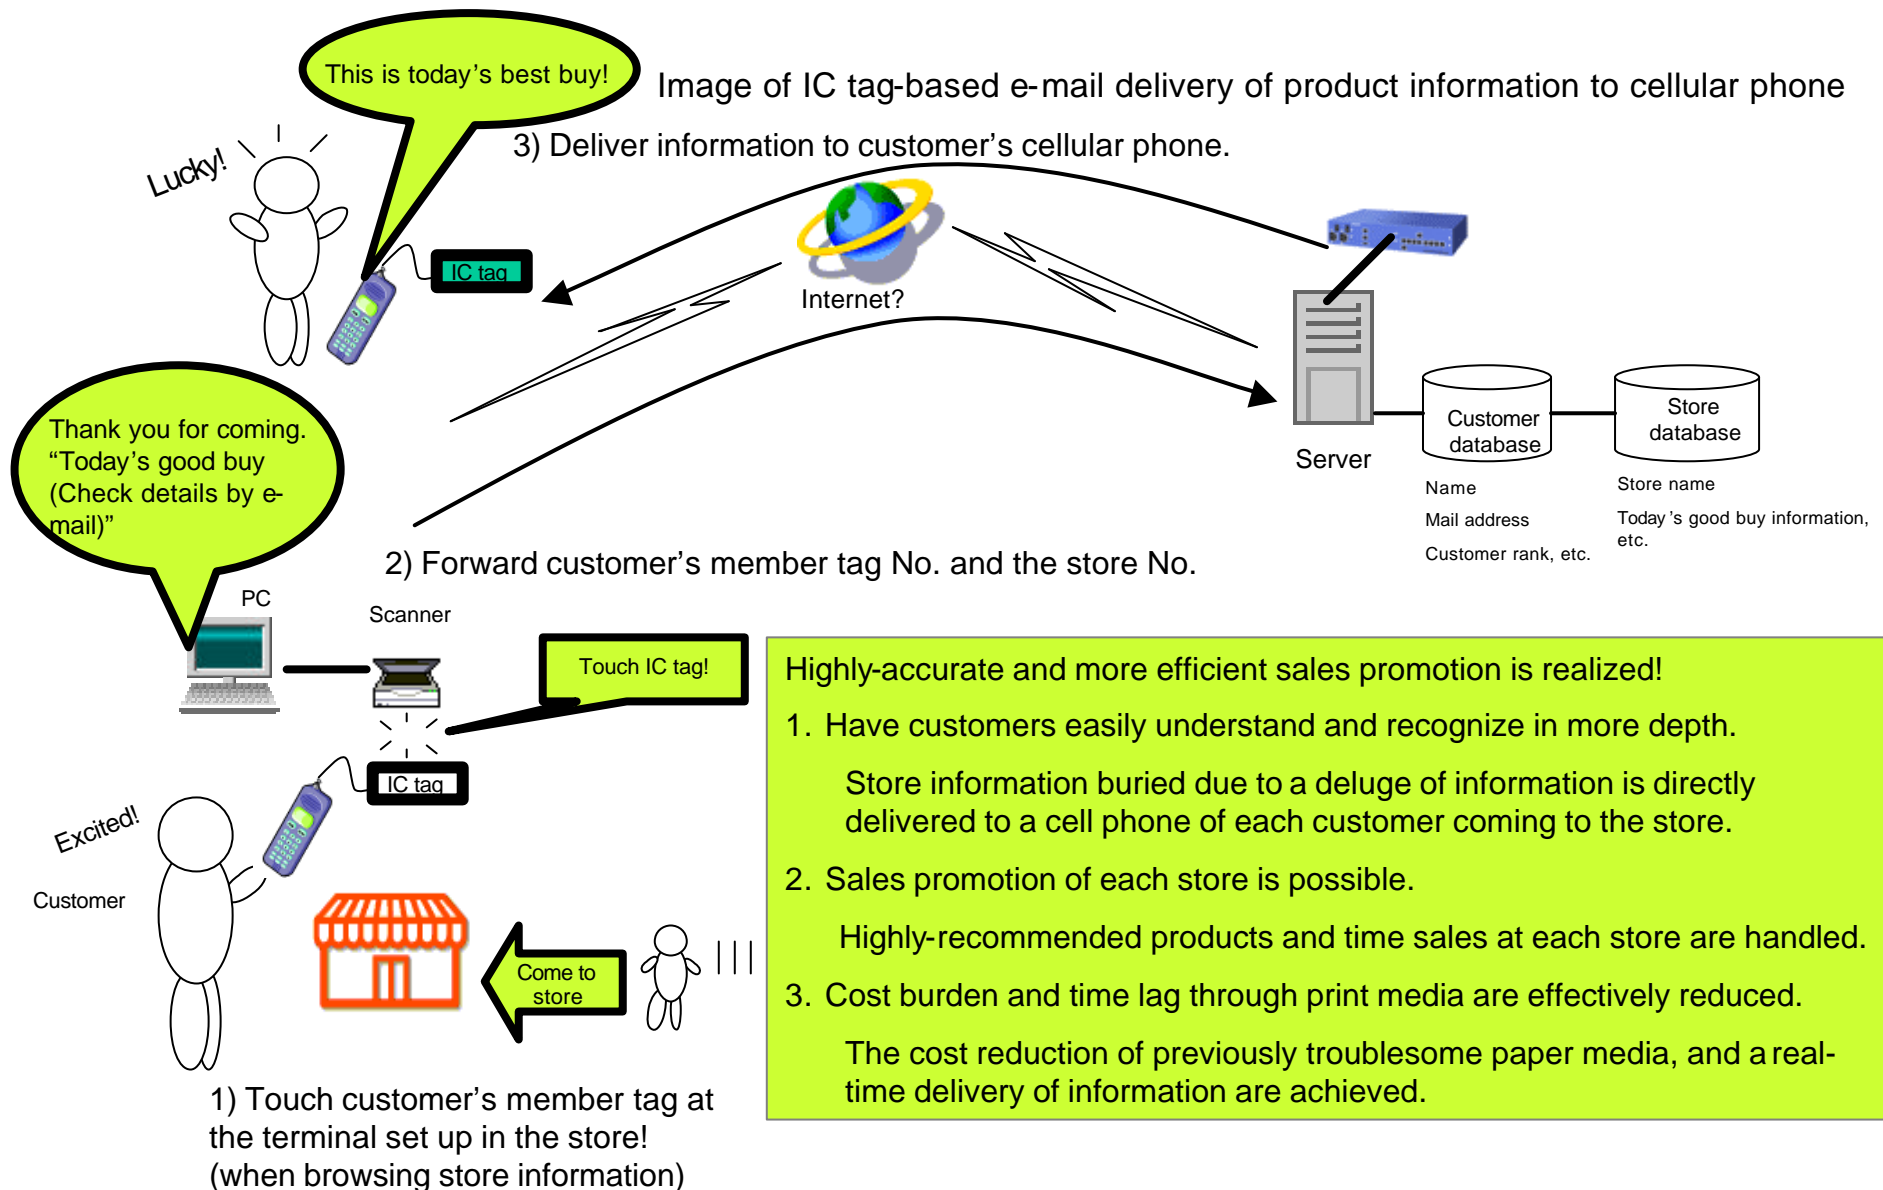 This is today’s best buy!
Image of IC tag-based e-mail delivery of product information to cellular phone
3) Deliver information to customer’s cellular phone.
Lucky!
IC tag
Internet?
Thank you for coming.
“Today’s good buy
(Check details by e-
mail)”
Server
Customer
database
Store
database
Name
Mail address
Customer rank, etc.
Store name
Today’s good buy information,
etc.
2) Forward customer’s member tag No. and the store No.
PC
Scanner
Touch IC tag!
IC tag
Excited!
Customer
Come to
store
1) Touch customer’s member tag at
the terminal set up in the store!
(when browsing store information)
Highly-accurate and more efficient sales promotion is realized!
1. Have customers easily understand and recognize in more depth.
Store information buried due to a deluge of information is directly
delivered to a cell phone of each customer coming to the store.
2. Sales promotion of each store is possible.
Highly-recommended products and time sales at each store are handled.
3. Cost burden and time lag through print media are effectively reduced.
The cost reduction of previously troublesome paper media, and a real-
time delivery of information are achieved.